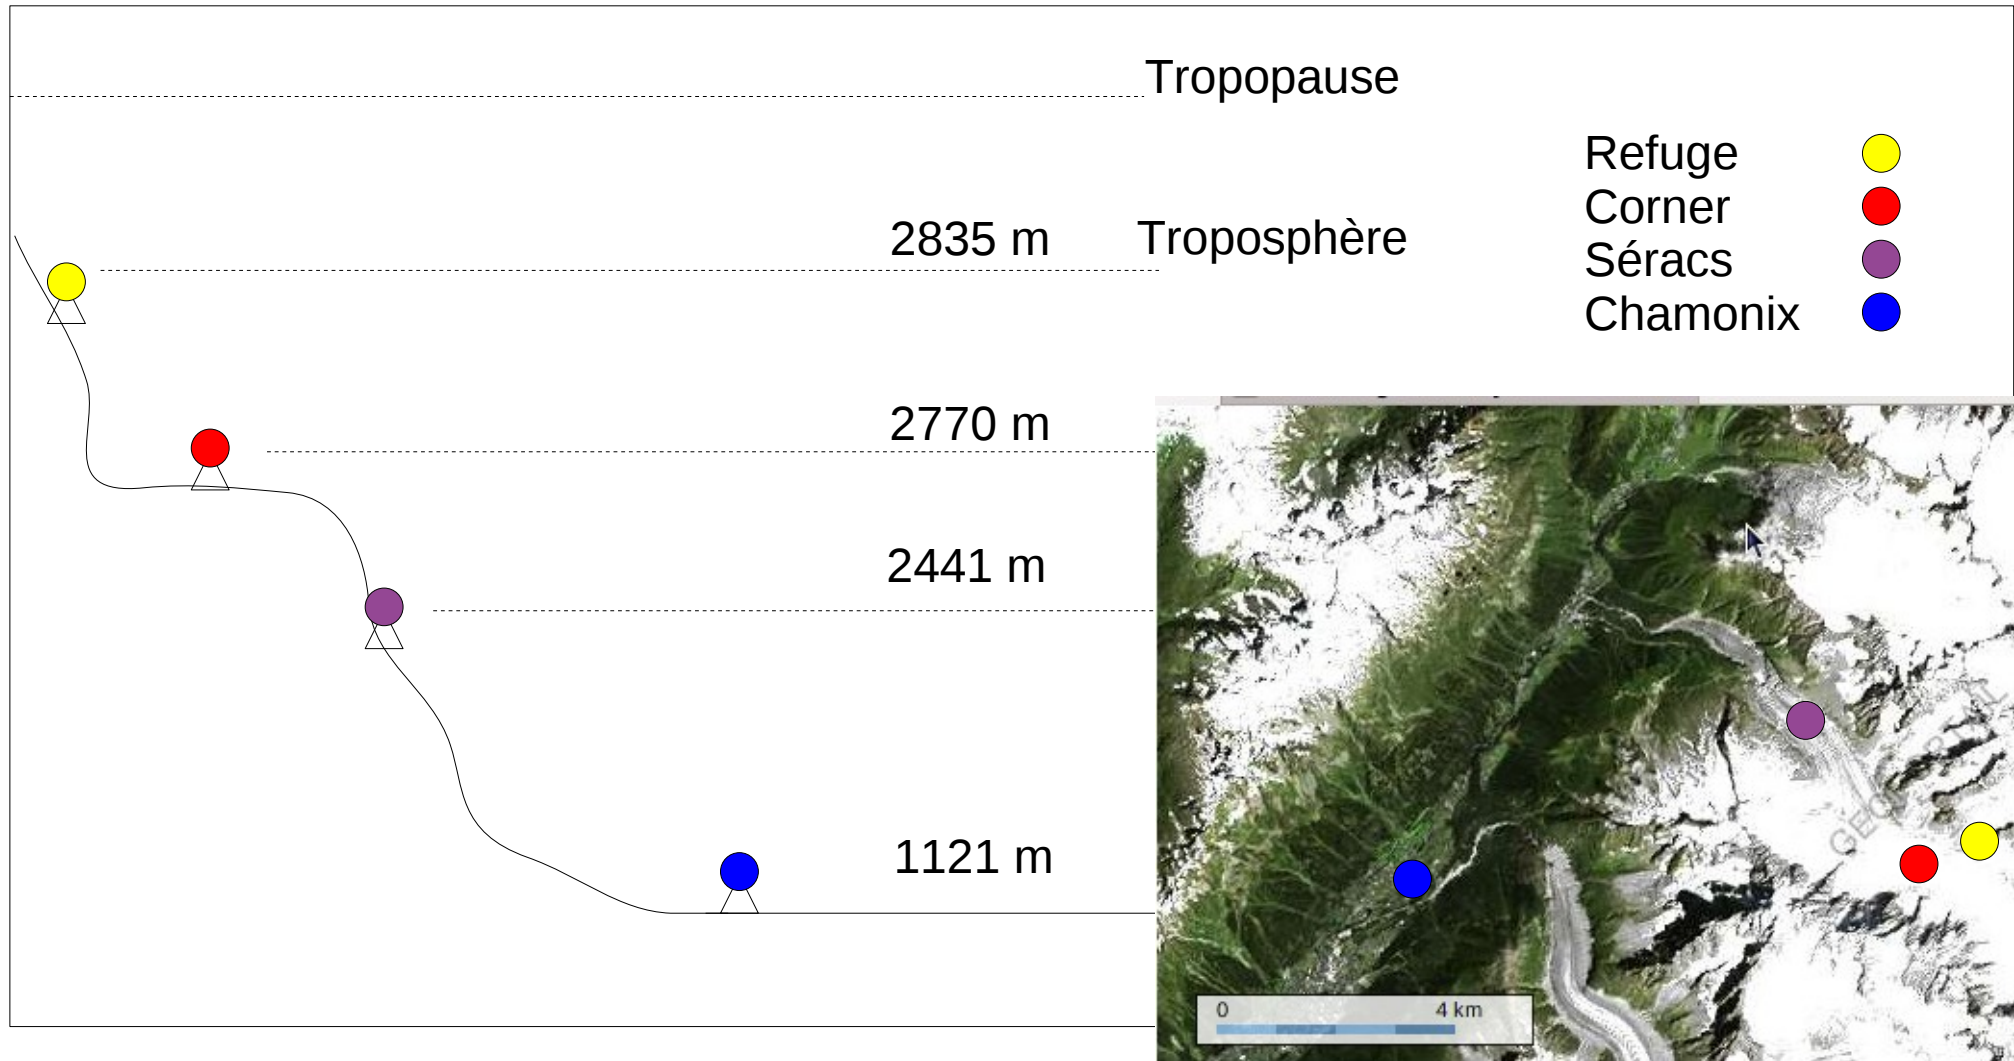 Tropopause
Refuge
Corner
Séracs
Chamonix
2835 m
Troposphère
2770 m
2441 m
1121 m
0
4 km